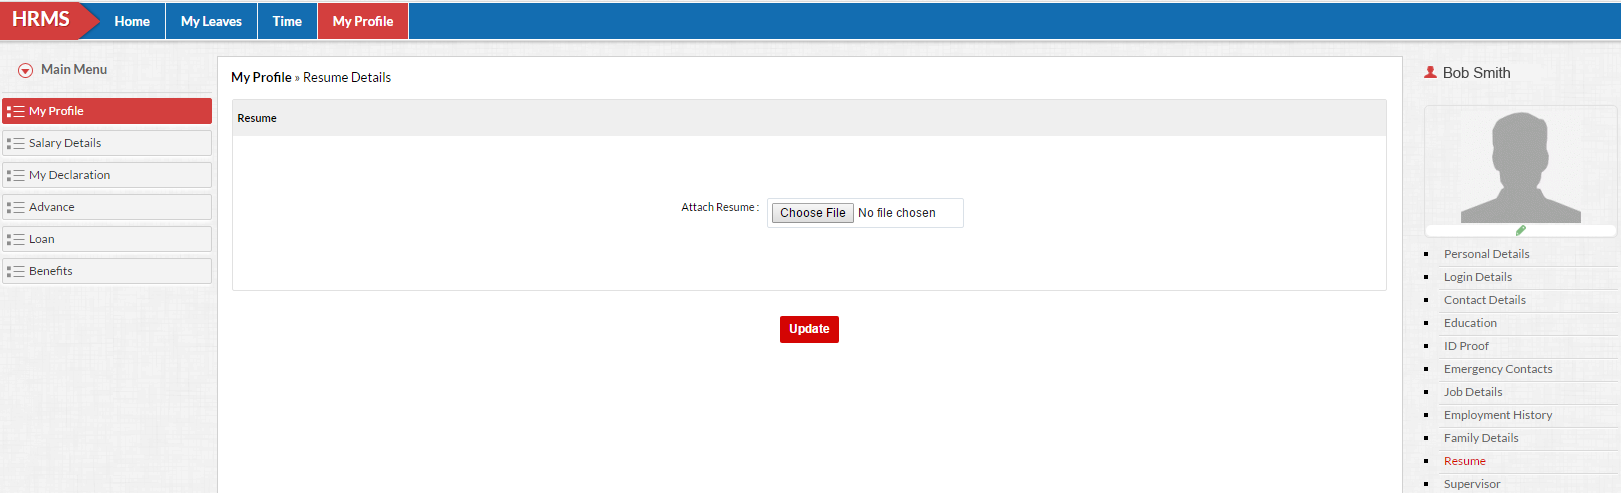 HRMS
Home
My Leaves
Time
My Profile
Main Menu
My Profile
Salary Details
My Declaration
Advance
Loan
Benefits
My Profile » Resume Details
Resume
Attach Resume :
Choose File No file chosen
Update
Bob Smith
Personal Details
Login Details
Contact Details
Education
ID Proof
Emergency Contacts
Job Details
Employment History
Family Details
Resume
Supervisor